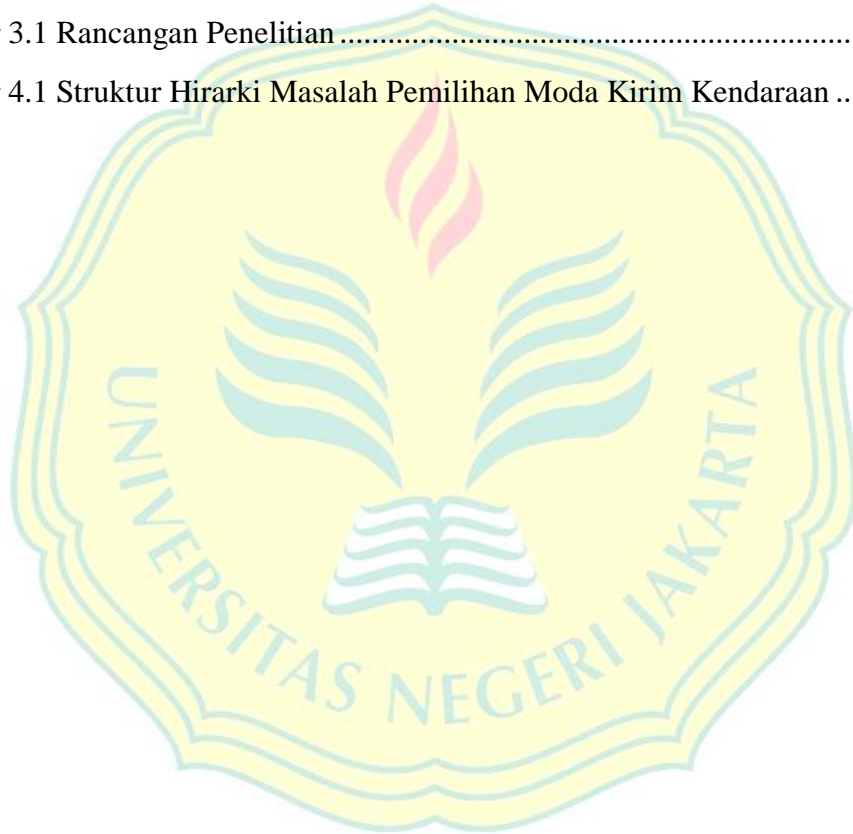 3.1 Rancangan Penelitian ................................................................
4.1 Struktur Hirarki Masalah Pemilihan Moda Kirim Kendaraan ..
UNIVERSITAS NEGERI JAKARTA